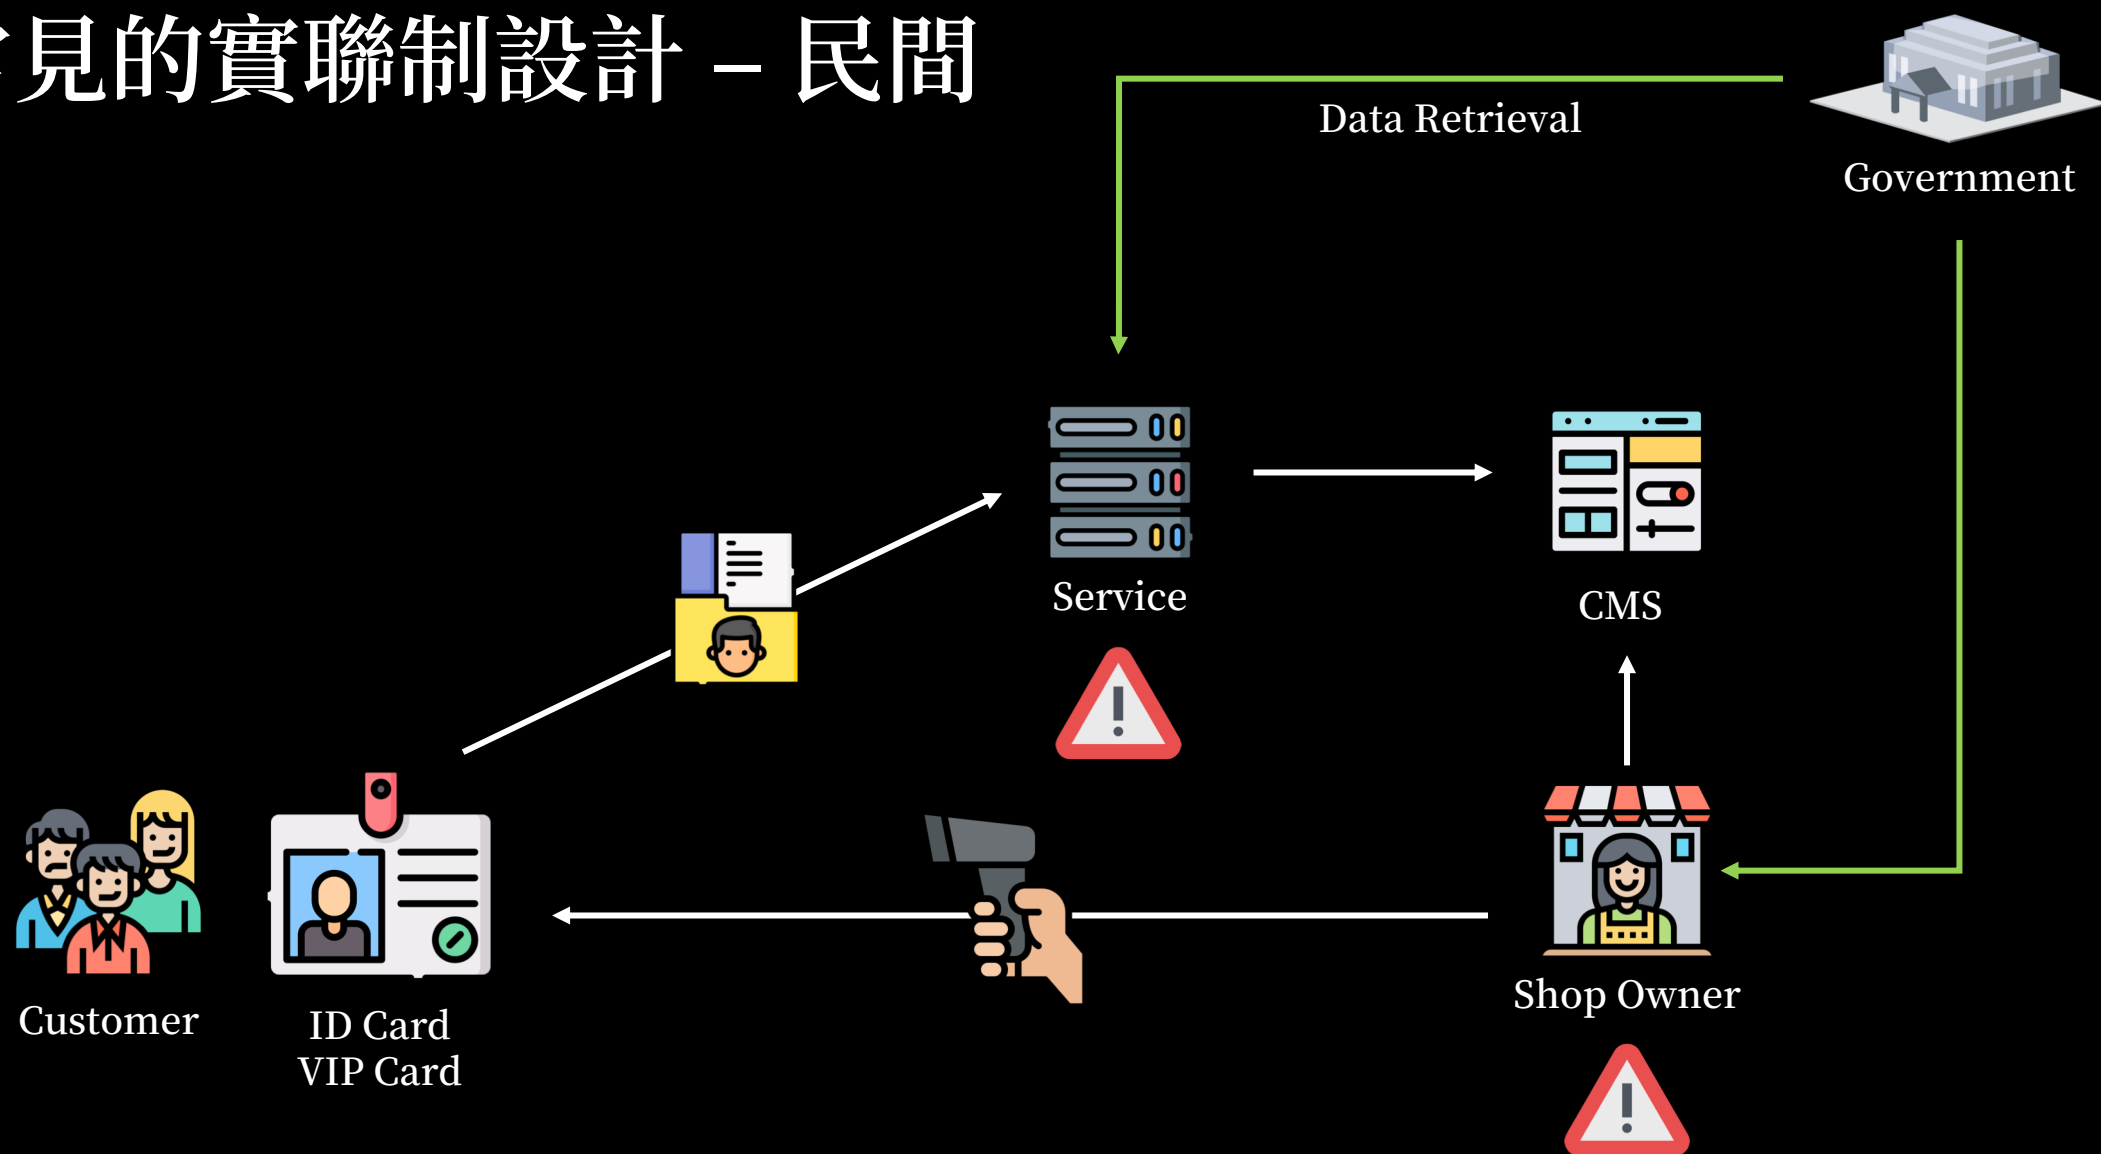 見的實聯制設計 – 民間
Data Retrieval
Government
Service
CMS
Customer
ID Card
VIP Card
Shop Owner